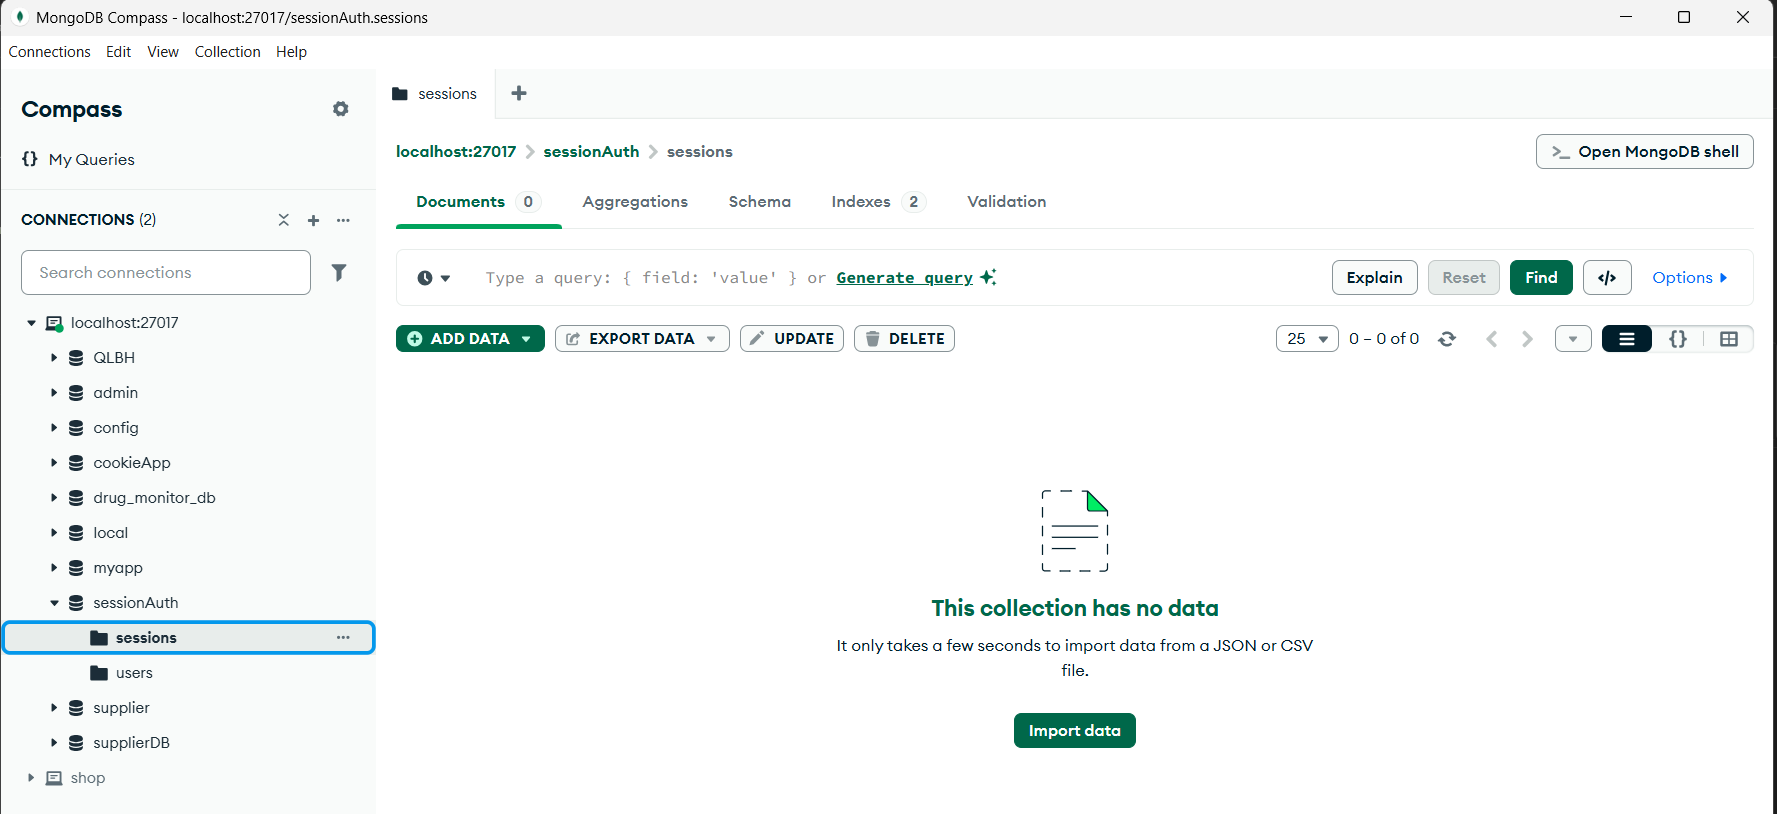 MongoDB Compass - localhost:27017/sessionAuth.sessions
Connections Edit View Collection Help
Compass
{} My Queries
CONNECTIONS (2)
Search connections
localhost:27017
QLBH
admin
config
cookieApp
drug_monitor_db
local
myapp
sessionAuth
sessions
users
supplier
supplierDB
shop
sessions
localhost:27017 > sessionAuth > sessions
>_ Open MongoDB shell
Documents 0 Aggregations Schema Indexes 2 Validation
Type a query: { field: 'value' } or Generate query
Explain Reset Find </> Options
ADD DATA EXPORT DATA UPDATE DELETE
25 0 – 0 of 0 {}
This collection has no data
It only takes a few seconds to import data from a JSON or CSV
file.
Import data